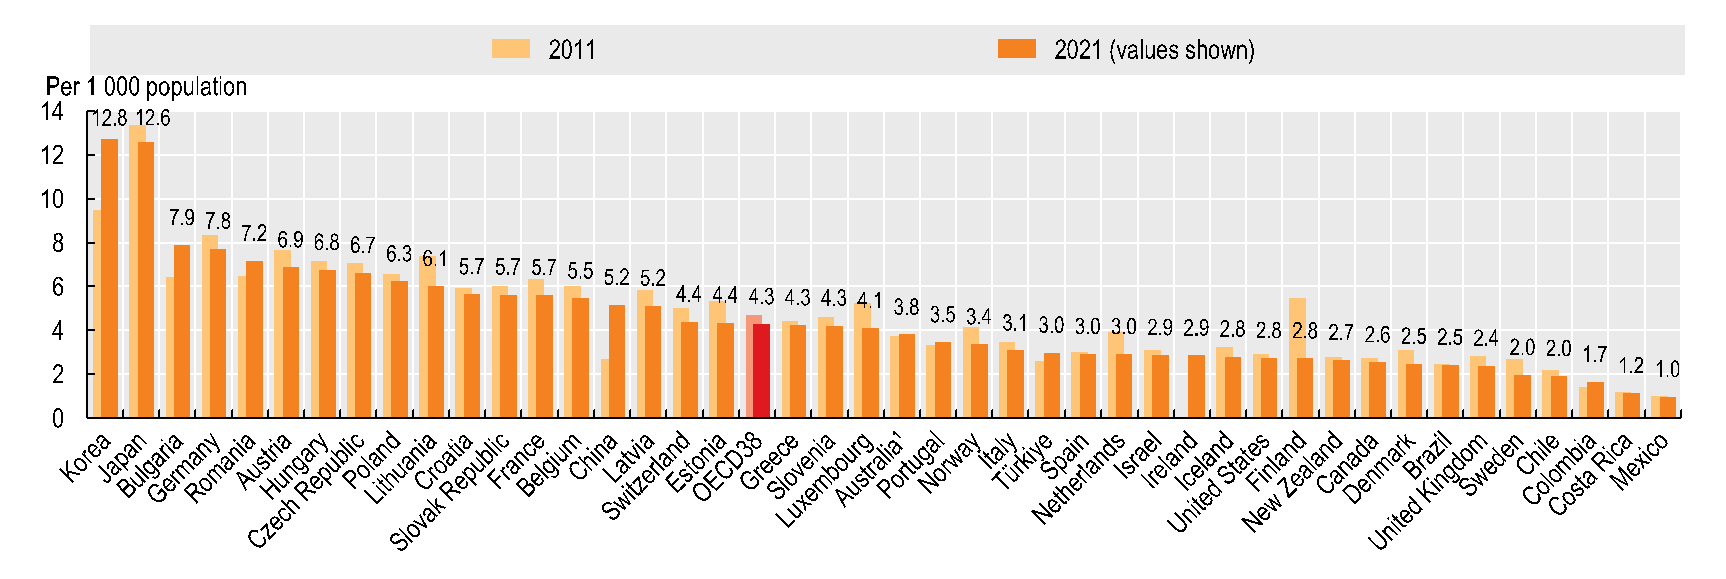 2011
2021 (values shown)
Per 1 000 population
14
12
10
8
6
4
2
0
12.8 12.6 7.9 7.8 7.2 6.9 6.8 6.7 6.3 6.1 5.7 5.7 5.7 5.5 5.2 5.2 4.4 4.4 4.3 4.3 4.3 4.1 3.8 3.5 3.4 3.1 3.0 3.0 3.0 2.9 2.9 2.8 2.8 2.8 2.7 2.6 2.5 2.5 2.4 2.0 2.0 1.7 1.2 1.0
Korea
Japan
Bulgaria
Germany
Romania
Austria
Hungary
Czech Republic
Poland
Lithuania
Croatia
Slovak Republic
France
Belgium
China
Latvia
Switzerland
Estonia
OECD38
Greece
Slovenia
Luxembourg
Australia¹
Portugal
Norway
Italy
Türkiye
Spain
Netherlands
Israel
Ireland
Iceland
United States
Finland
New Zealand
Canada
Denmark
Brazil
United Kingdom
Sweden
Chile
Colombia
Costa Rica
Mexico